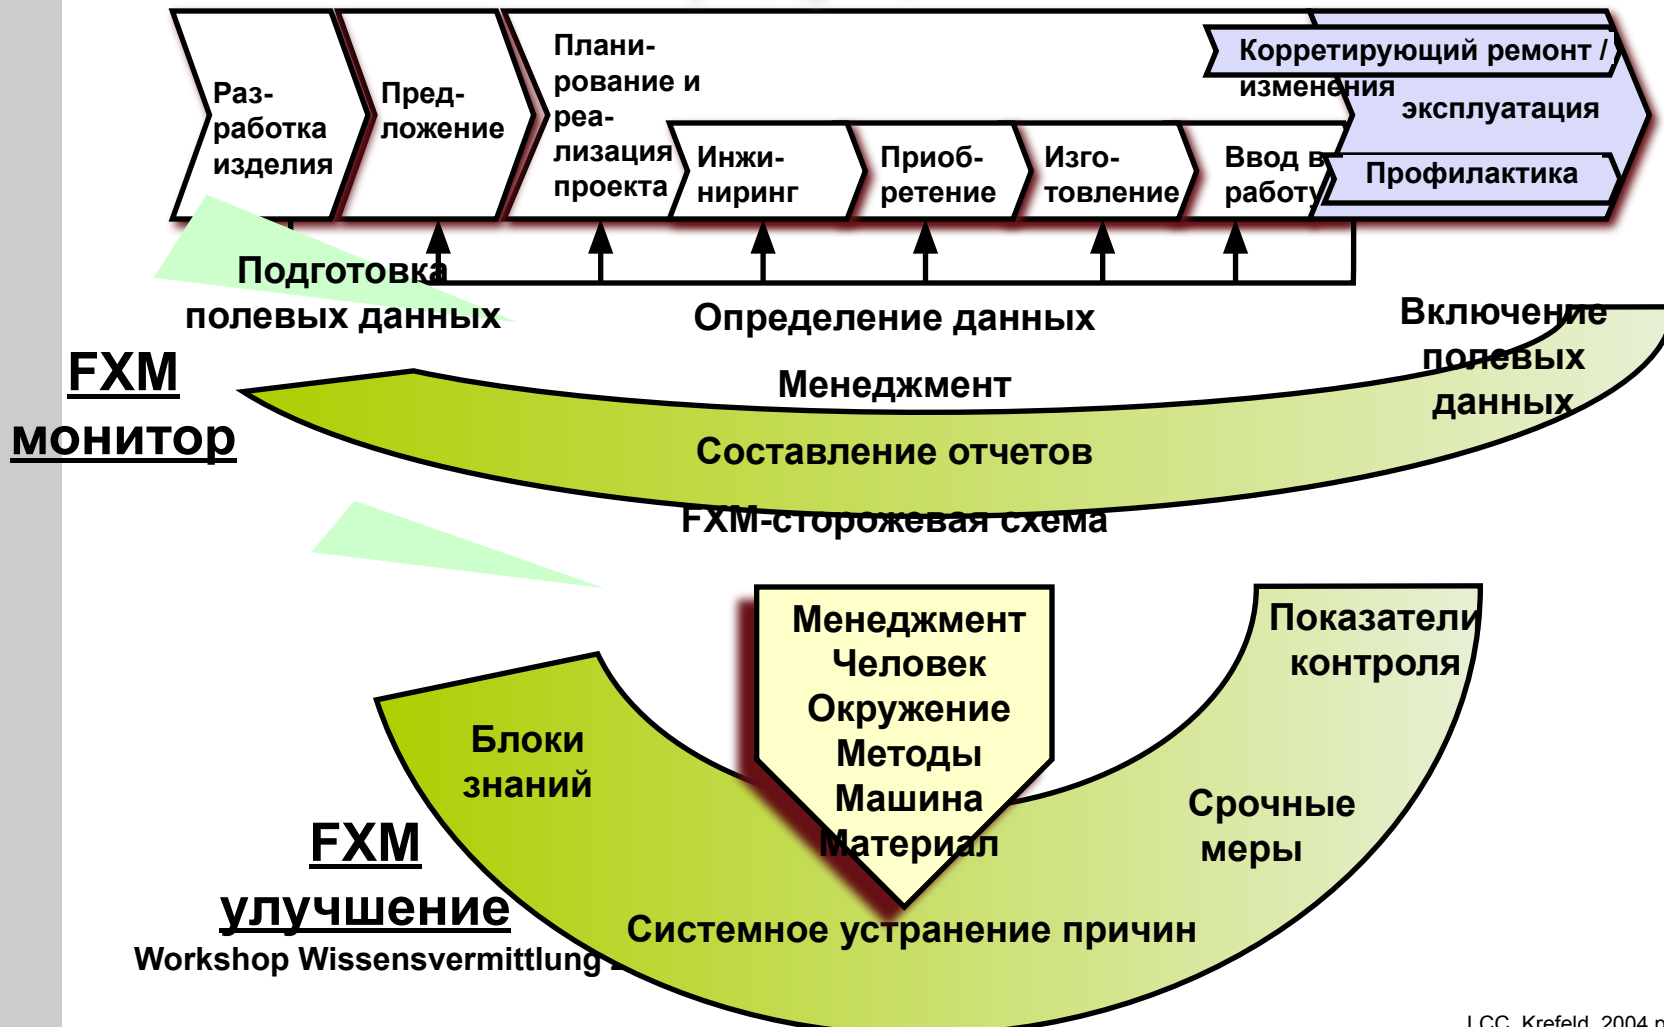 Раз-
работка
изделия
Пред-
ложение
Плани-
рование и
реа-
лизация
проекта
Инжи-
ниринг
Приоб-
ретение
Изго-
товление
Ввод в
работу
Корретирующий ремонт /
изменения
эксплуатация
Профилактика
Подготовка
полевых данных
Определение данных
Включение
полевых
данных
FXM
монитор
Менеджмент
Составление отчетов
FXM-сторожевая схема
Менеджмент
Человек
Окружение
Методы
Машина
Материал
Показатели
контроля
Блоки
знаний
Срочные
меры
FXM
улучшение
Системное устранение причин
Workshop Wissensvermittlung
LCC, Krefeld, 2004